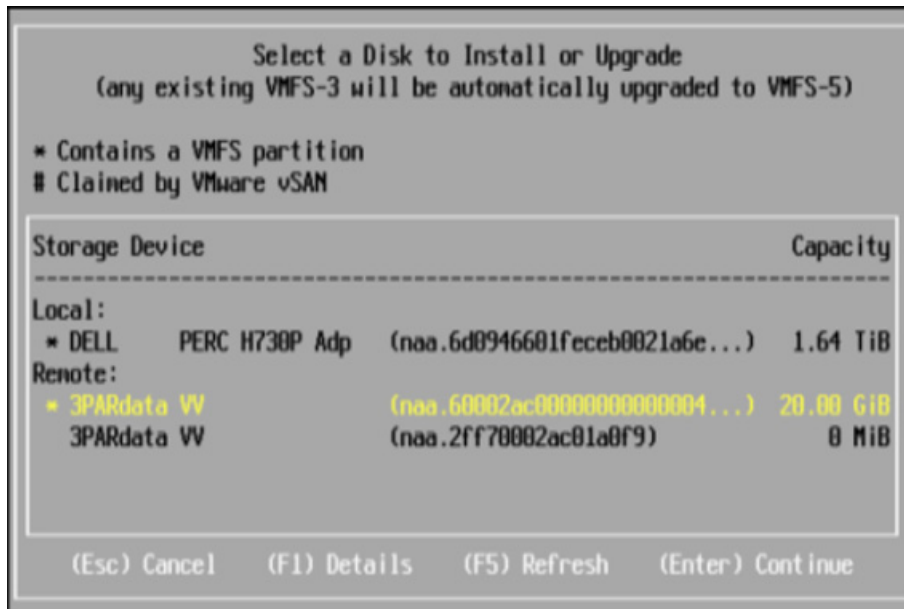 Select a Disk to Install or Upgrade
(any existing VMFS-3 will be automatically upgraded to VMFS-5)
* Contains a VMFS partition
# Claimed by VMware vSAN
Storage Device Capacity
Local:
* DELL PERC H730P Adp (naa.6d0946601feceb0021a6e...) 1.64 TiB
Remote:
* 3PARdata VV (naa.60002ac00000000000004...) 20.00 GiB
3PARdata VV (naa.2ff70002ac01a0f9) 0 MiB
(Esc) Cancel (F1) Details (F5) Refresh (Enter) Continue